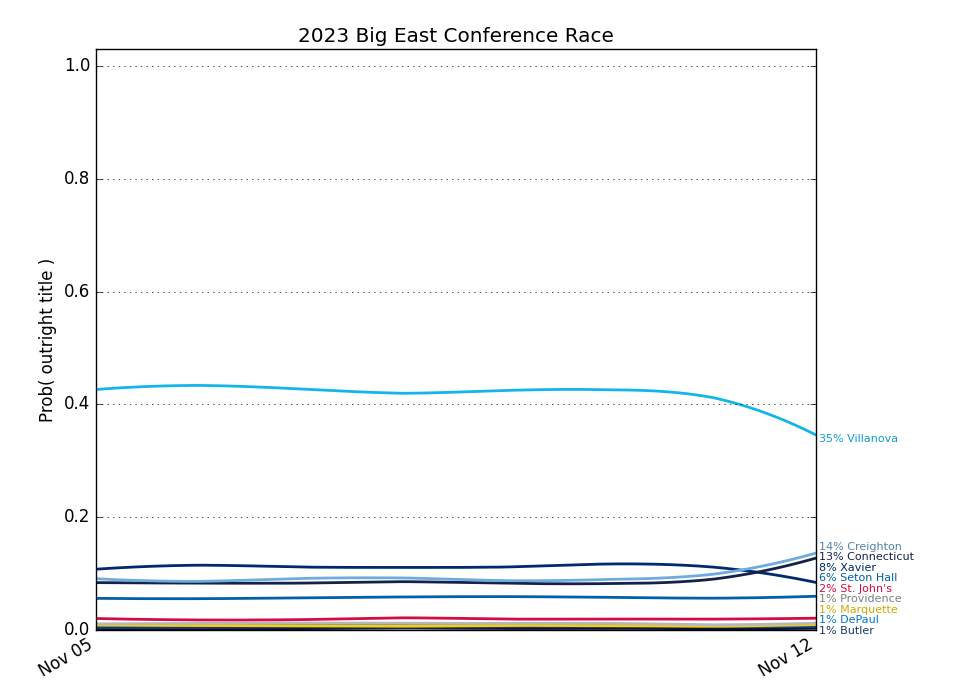 2023 Big East Conference Race
Prob( outright title )
1.0
0.8
0.6
0.4
0.2
0.0
Nov 05
Nov 12
35% Villanova
14% Creighton
13% Connecticut
8% Xavier
6% Seton Hall
2% St. John's
1% Providence
1% Marquette
1% DePaul
1% Butler